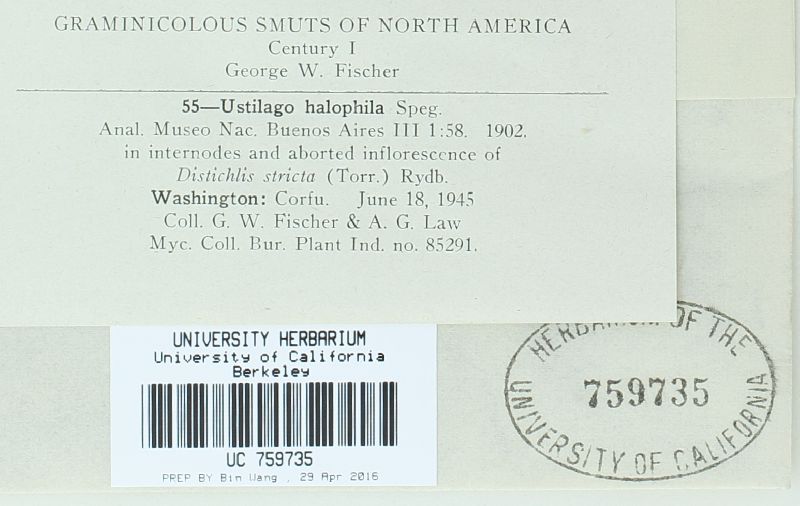 GRAMINICOLOUS SMUTS OF NORTH AMERICA
Century I
George W. Fischer
55—Ustilago halophila Speg.
Anal. Museo Nac. Buenos Aires III 1:58. 1902.
in internodes and aborted inflorescence of
Distichlis stricta (Torr.) Rydb.
Washington: Corfu. June 18, 1945
Coll. G. W. Fischer & A. G. Law
Myc. Coll. Bur. Plant Ind. no. 85291.
UNIVERSITY HERBARIUM
University of California
Berkeley
UC 759735
PREP BY Bin Wang , 29 Apr 2016
HERBARIUM OF THE
759735
UNIVERSITY OF CALIFORNIA